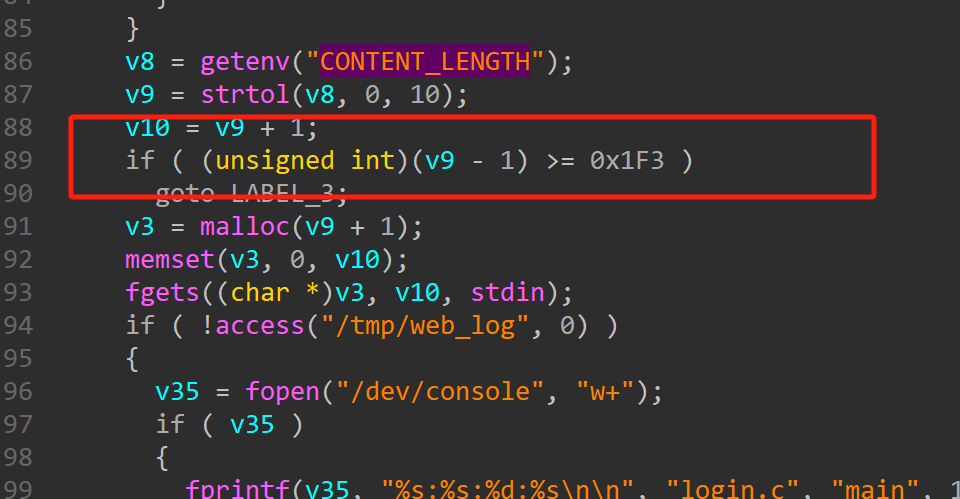 85 }
86 v8 = getenv("CONTENT_LENGTH");
87 v9 = strtol(v8, 0, 10);
88 v10 = v9 + 1;
89 if ( (unsigned int)(v9 - 1) >= 0x1F3 )
90 goto LABEL_3;
91 v3 = malloc(v9 + 1);
92 memset(v3, 0, v10);
93 fgets((char *)v3, v10, stdin);
94 if ( !access("/tmp/web_log", 0) )
95 {
96 v35 = fopen("/dev/console", "w+");
97 if ( v35 )
98 {
99 fprintf(v35, "%s:%s:%d:%s\n\n", "login.c", "main", 1